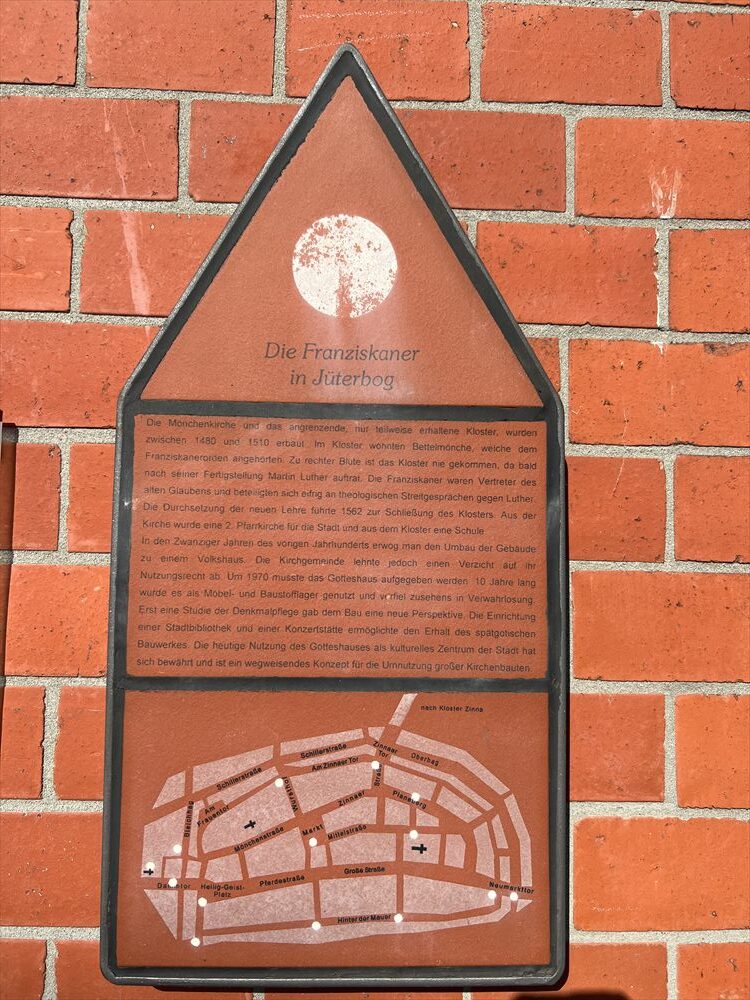 Die Franziskaner
in Jüterbog
Die Mönchenkirche und das angrenzende, nur teilweise erhaltene Kloster, wurden
zwischen 1480 und 1510 erbaut. Im Kloster wohnten Bettelmönche, welche dem
Franziskanerorden angehörten. Zu rechter Blüte ist das Kloster nie gekommen, da bald
nach seiner Fertigstellung Martin Luther auftrat. Die Franziskaner waren Vertreter des
alten Glaubens und beteiligten sich eifrig an theologischen Streitgesprächen gegen Luther.
Die Durchsetzung der neuen Lehre führte 1562 zur Schließung des Klosters. Aus der
Kirche wurde eine 2. Pfarrkirche für die Stadt und aus dem Kloster eine Schule.
In den Zwanziger Jahren des vorigen Jahrhunderts erwog man den Umbau der Gebäude
zu einem Volkshaus. Die Kirchgemeinde lehnte jedoch einen Verzicht auf ihr
Nutzungsrecht ab. Um 1970 musste das Gotteshaus aufgegeben werden. 10 Jahre lang
wurde es als Möbel- und Baustofflager genutzt und verfiel zusehens in Verwahrlosung.
Erst eine Studie der Denkmalpflege gab dem Bau eine neue Perspektive. Die Einrichtung
einer Stadtbibliothek und einer Konzertstätte ermöglichte den Erhalt des spätgotischen
Bauwerkes. Die heutige Nutzung des Gotteshauses als kulturelles Zentrum der Stadt hat
sich bewährt und ist ein wegweisendes Konzept für die Umnutzung großer Kirchenbauten.
nach Kloster Zinna
Schillerstraße
Zinnaer
Tor
Oberhag
Schillerstraße
Am Zinnaer Tor
Straße
Am
Frauentor
Bleichhag
Zinnaer
Planeberg
Mönchenstraße
Markt
Mittelstraße
Große Straße
Pferdestraße
Heilig-Geist-
Platz
Neumarkttor
Hinter der Mauer